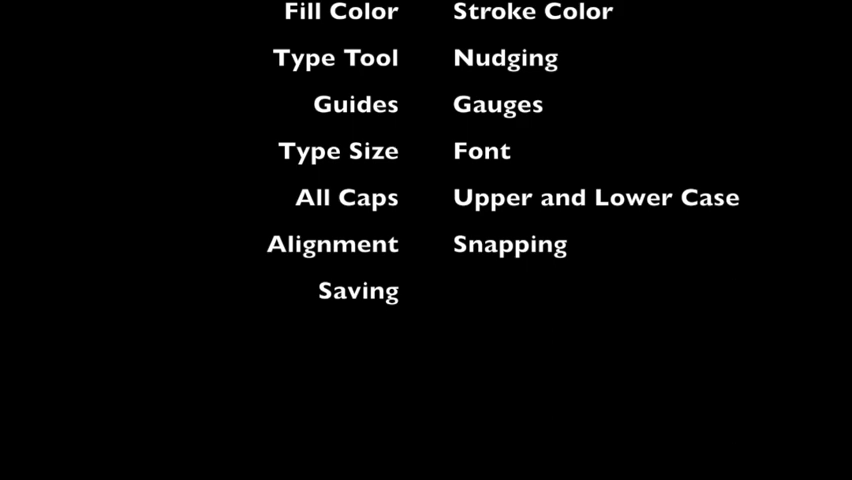 Fill Color Stroke Color
Type Tool Nudging
Guides Gauges
Type Size Font
All Caps Upper and Lower Case
Alignment Snapping
Saving